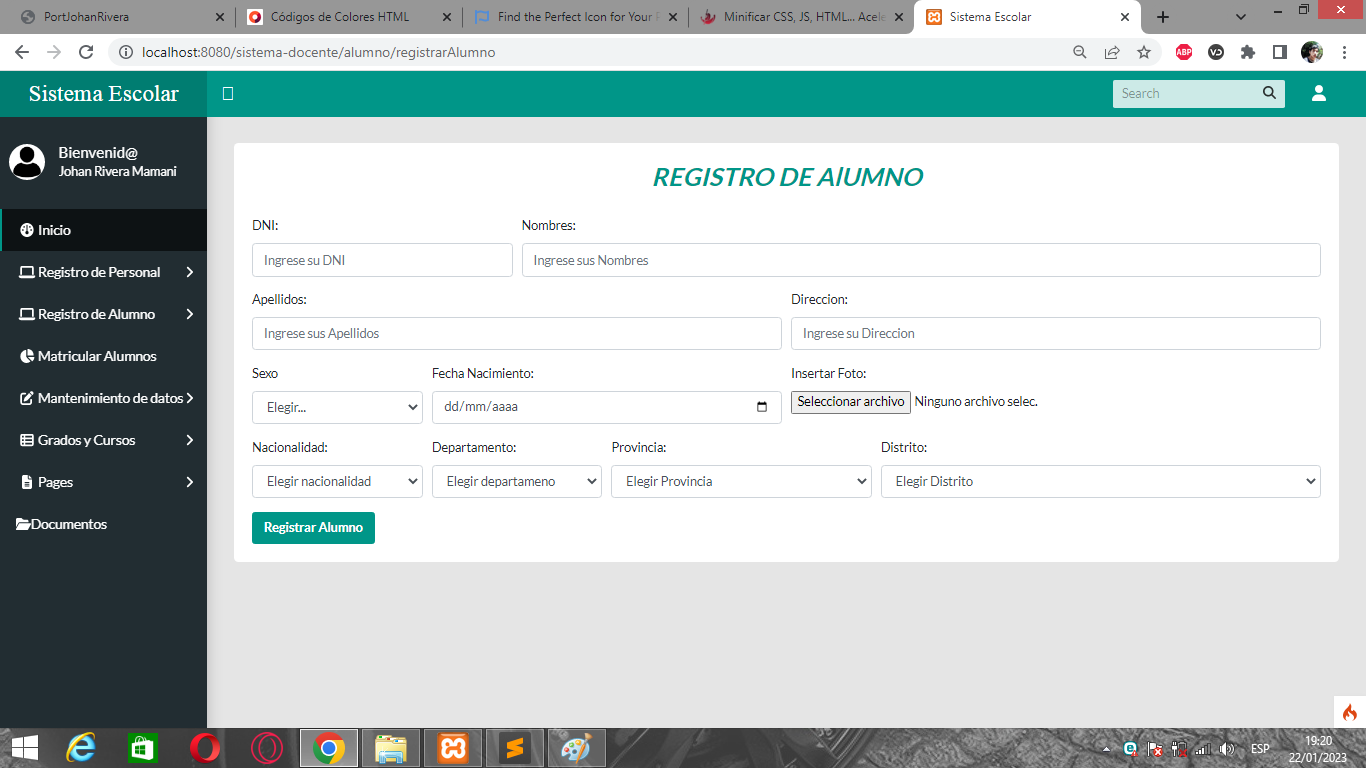 PortJohanRivera
Códigos de Colores HTML
Find the Perfect Icon for Your P
Minificar CSS, JS, HTML... Acele
Sistema Escolar
localhost:8080/sistema-docente/alumno/registrarAlumno
ABP
Sistema Escolar
Search
Bienvenid@
Johan Rivera Mamani
Inicio
Registro de Personal
Registro de Alumno
Matricular Alumnos
Mantenimiento de datos
Grados y Cursos
Pages
Documentos
REGISTRO DE AlUMNO
DNI: Nombres:
Ingrese su DNI Ingrese sus Nombres
Apellidos: Direccion:
Ingrese sus Apellidos Ingrese su Direccion
Sexo Fecha Nacimiento: Insertar Foto:
Elegir... dd/mm/aaaa Seleccionar archivo Ninguno archivo selec.
Nacionalidad: Departamento: Provincia: Distrito:
Elegir nacionalidad Elegir departameno Elegir Provincia Elegir Distrito
Registrar Alumno
ESP
19:20
22/01/2023